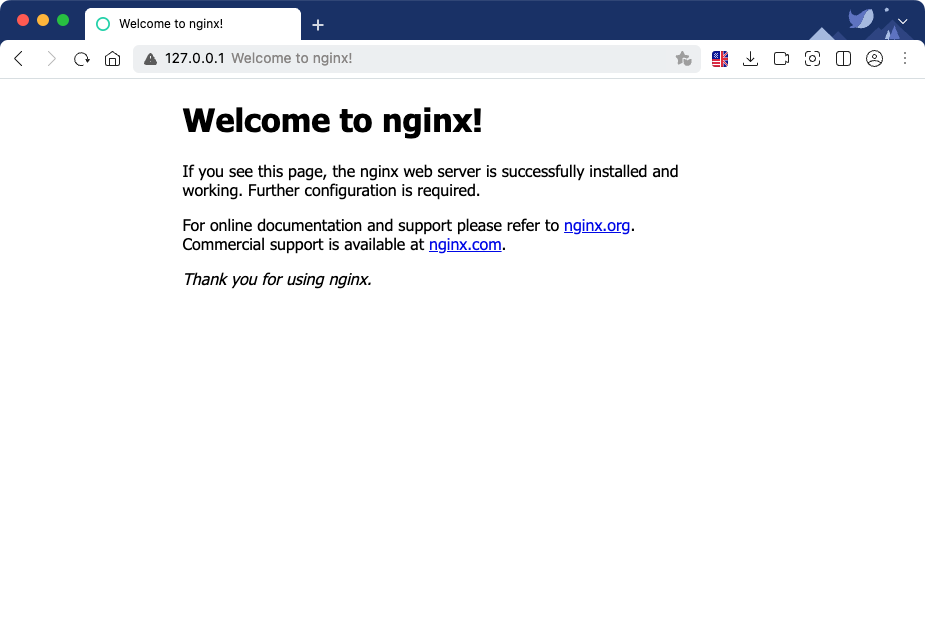 Welcome to nginx!
127.0.0.1 Welcome to nginx!
Welcome to nginx!
If you see this page, the nginx web server is successfully installed and
working. Further configuration is required.
For online documentation and support please refer to nginx.org.
Commercial support is available at nginx.com.
Thank you for using nginx.